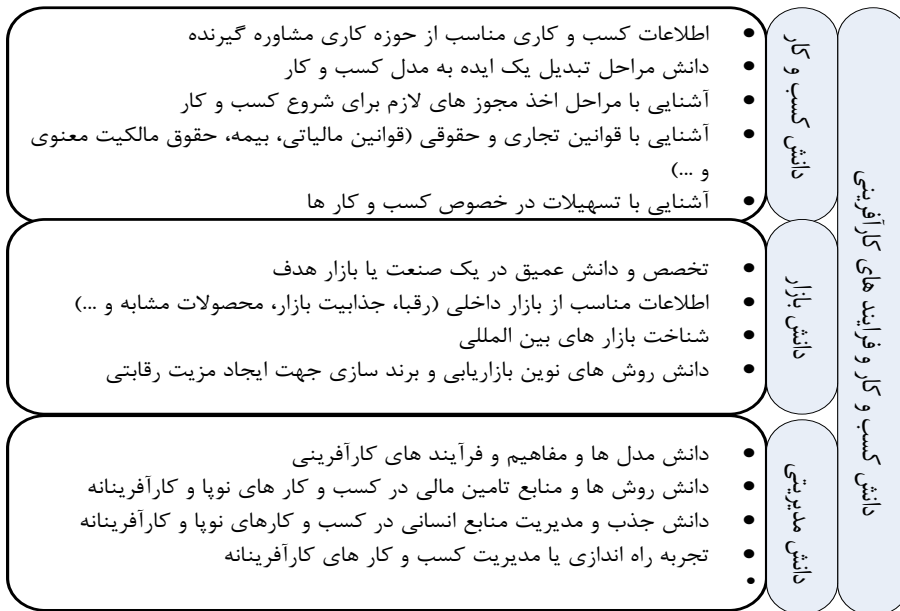 دانش کسب و کار و فرایند های کارآفرینی
دانش کسب و کار
• اطلاعات کسب و کاری مناسب از حوزه کاری مشاوره گیرنده
• دانش مراحل تبدیل یک ایده به مدل کسب و کار
• آشنایی با مراحل اخذ مجوز های لازم برای شروع کسب و کار
• آشنایی با قوانین تجاری و حقوقی (قوانین مالیاتی، بیمه، حقوق مالکیت معنوی
و ...)
• آشنایی با تسهیلات در خصوص کسب و کار ها
دانش بازار
• تخصص و دانش عمیق در یک صنعت یا بازار هدف
• اطلاعات مناسب از بازار داخلی (رقبا، جذابیت بازار، محصولات مشابه و ...)
• شناخت بازار های بین المللی
• دانش روش های نوین بازاریابی و برند سازی جهت ایجاد مزیت رقابتی
دانش مدیریتی
• دانش مدل ها و مفاهیم و فرآیند های کارآفرینی
• دانش روش ها و منابع تامین مالی در کسب و کار های نوپا و کارآفرینانه
• دانش جذب و مدیریت منابع انسانی در کسب و کارهای نوپا و کارآفرینانه
• تجربه راه اندازی یا مدیریت کسب و کار های کارآفرینانه
•